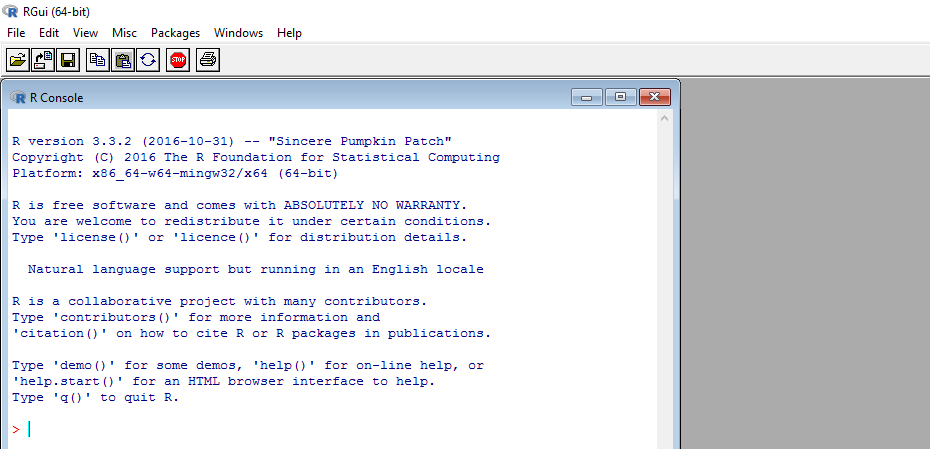 RGui (64-bit)
File Edit View Misc Packages Windows Help
STOP
R Console
R version 3.3.2 (2016-10-31) -- "Sincere Pumpkin Patch"
Copyright (C) 2016 The R Foundation for Statistical Computing
Platform: x86_64-w64-mingw32/x64 (64-bit)
R is free software and comes with ABSOLUTELY NO WARRANTY.
You are welcome to redistribute it under certain conditions.
Type 'license()' or 'licence()' for distribution details.
Natural language support but running in an English locale
R is a collaborative project with many contributors.
Type 'contributors()' for more information and
'citation()' on how to cite R or R packages in publications.
Type 'demo()' for some demos, 'help()' for on-line help, or
'help.start()' for an HTML browser interface to help.
Type 'q()' to quit R.
>